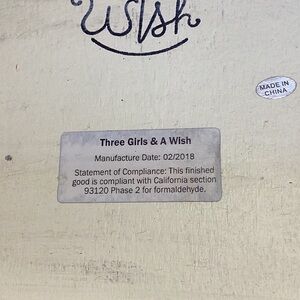 Wish
MADE IN
CHINA
Three Girls & A Wish
Manufacture Date: 02/2018
Statement of Compliance: This finished
good is compliant with California section
93120 Phase 2 for formaldehyde.